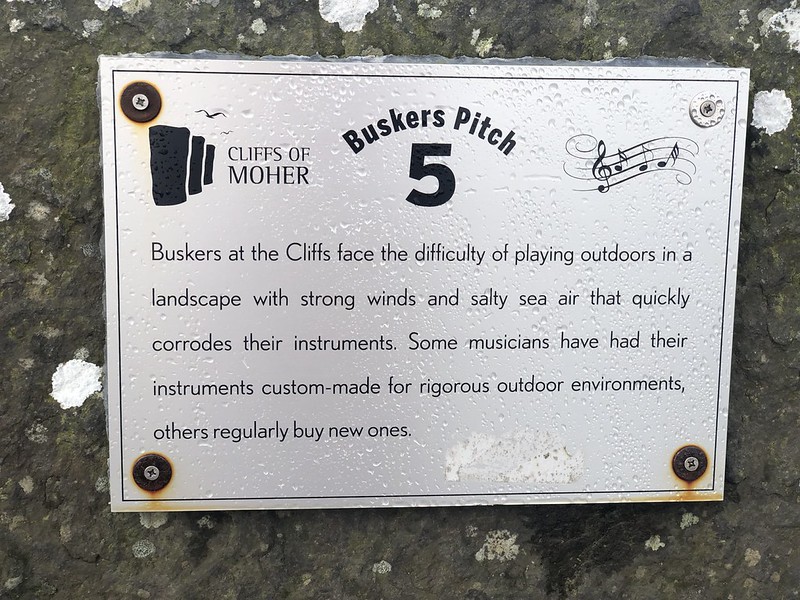 Buskers Pitch
5
CLIFFS OF
MOHER
Buskers at the Cliffs face the difficulty of playing outdoors in a
landscape with strong winds and salty sea air that quickly
corrodes their instruments. Some musicians have had their
instruments custom-made for rigorous outdoor environments,
others regularly buy new ones.